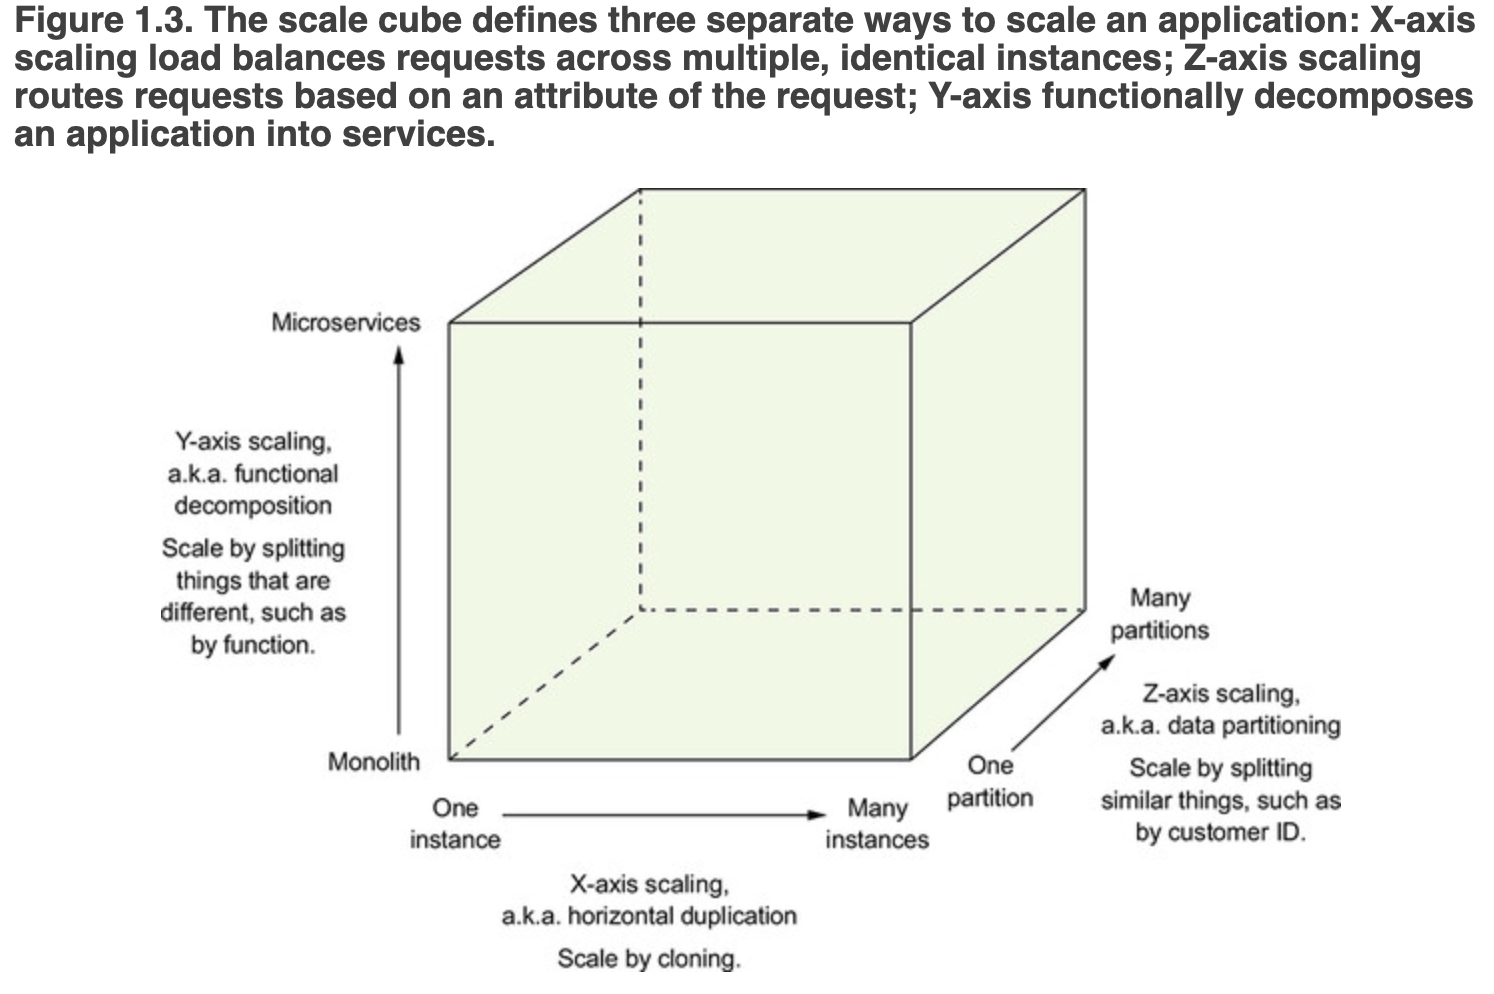 Figure 1.3. The scale cube defines three separate ways to scale an application: X-axis
scaling load balances requests across multiple, identical instances; Z-axis scaling
routes requests based on an attribute of the request; Y-axis functionally decomposes
an application into services.
Microservices
Y-axis scaling,
a.k.a. functional
decomposition
Scale by splitting
things that are
different, such as
by function.
Monolith
One
instance
Many
instances
X-axis scaling,
a.k.a. horizontal duplication
Scale by cloning.
One
partition
Many
partitions
Z-axis scaling,
a.k.a. data partitioning
Scale by splitting
similar things, such as
by customer ID.